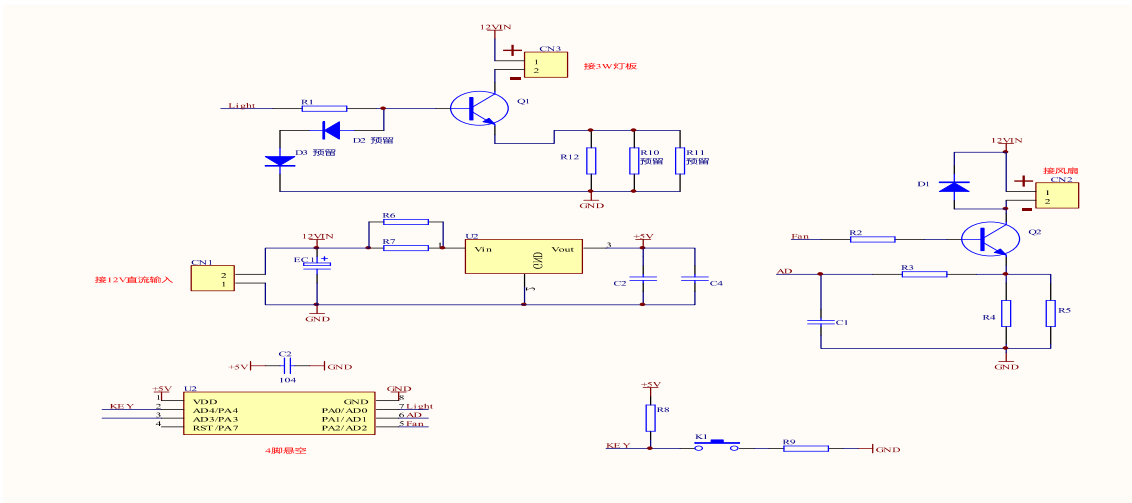 12VIN
CN3
1
2
接3W灯板
Light
R1
Q1
D2 预留
D3 预留
R12
R10
预留
R11
预留
GND
12VIN
接风扇
CN2
D1
1
2
Fan
R2
Q2
AD
R3
C1
R4
R5
GND
R6
12VIN
R7
1
U2
Vin
Vout
GND
3
+5V
CN1
EC1
+
接12V直流输入
2
1
C2
C4
GND
C2
+5V
GND
104
+5V
U2
GND
1
VDD
GND
8
KEY
2
AD4/PA4
PA0/AD0
7
Light
3
AD3/PA3
PA1/AD1
6
AD
4
RST/PA7
PA2/AD2
5
Fan
4脚悬空
+5V
R8
KEY
K1
R9
GND